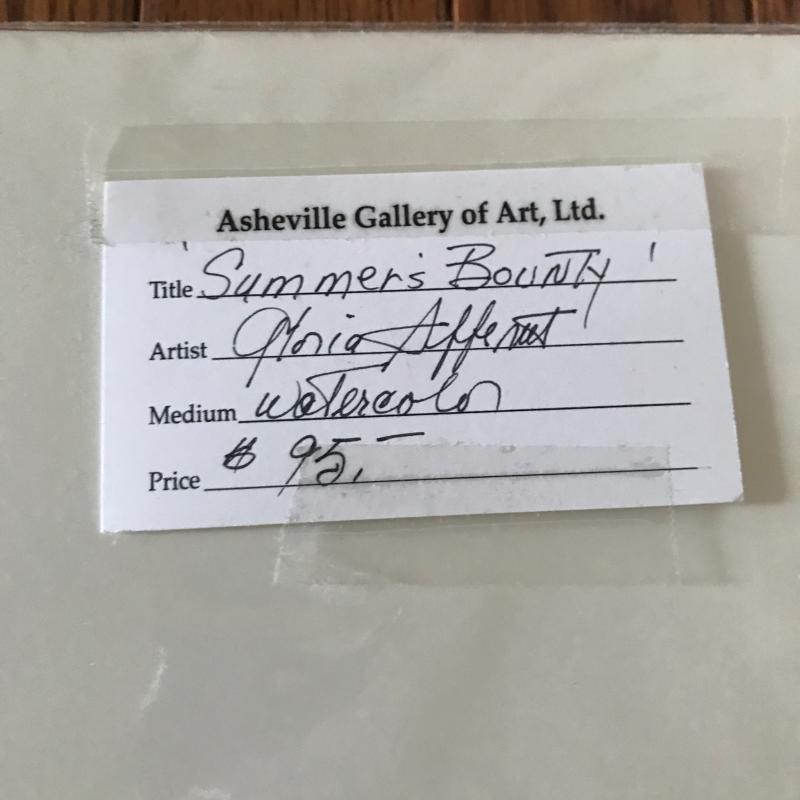 Asheville Gallery of Art, Ltd.
Title 'Summer's Bounty'
Artist Gloria
Medium Watercolor
Price $ 95.-